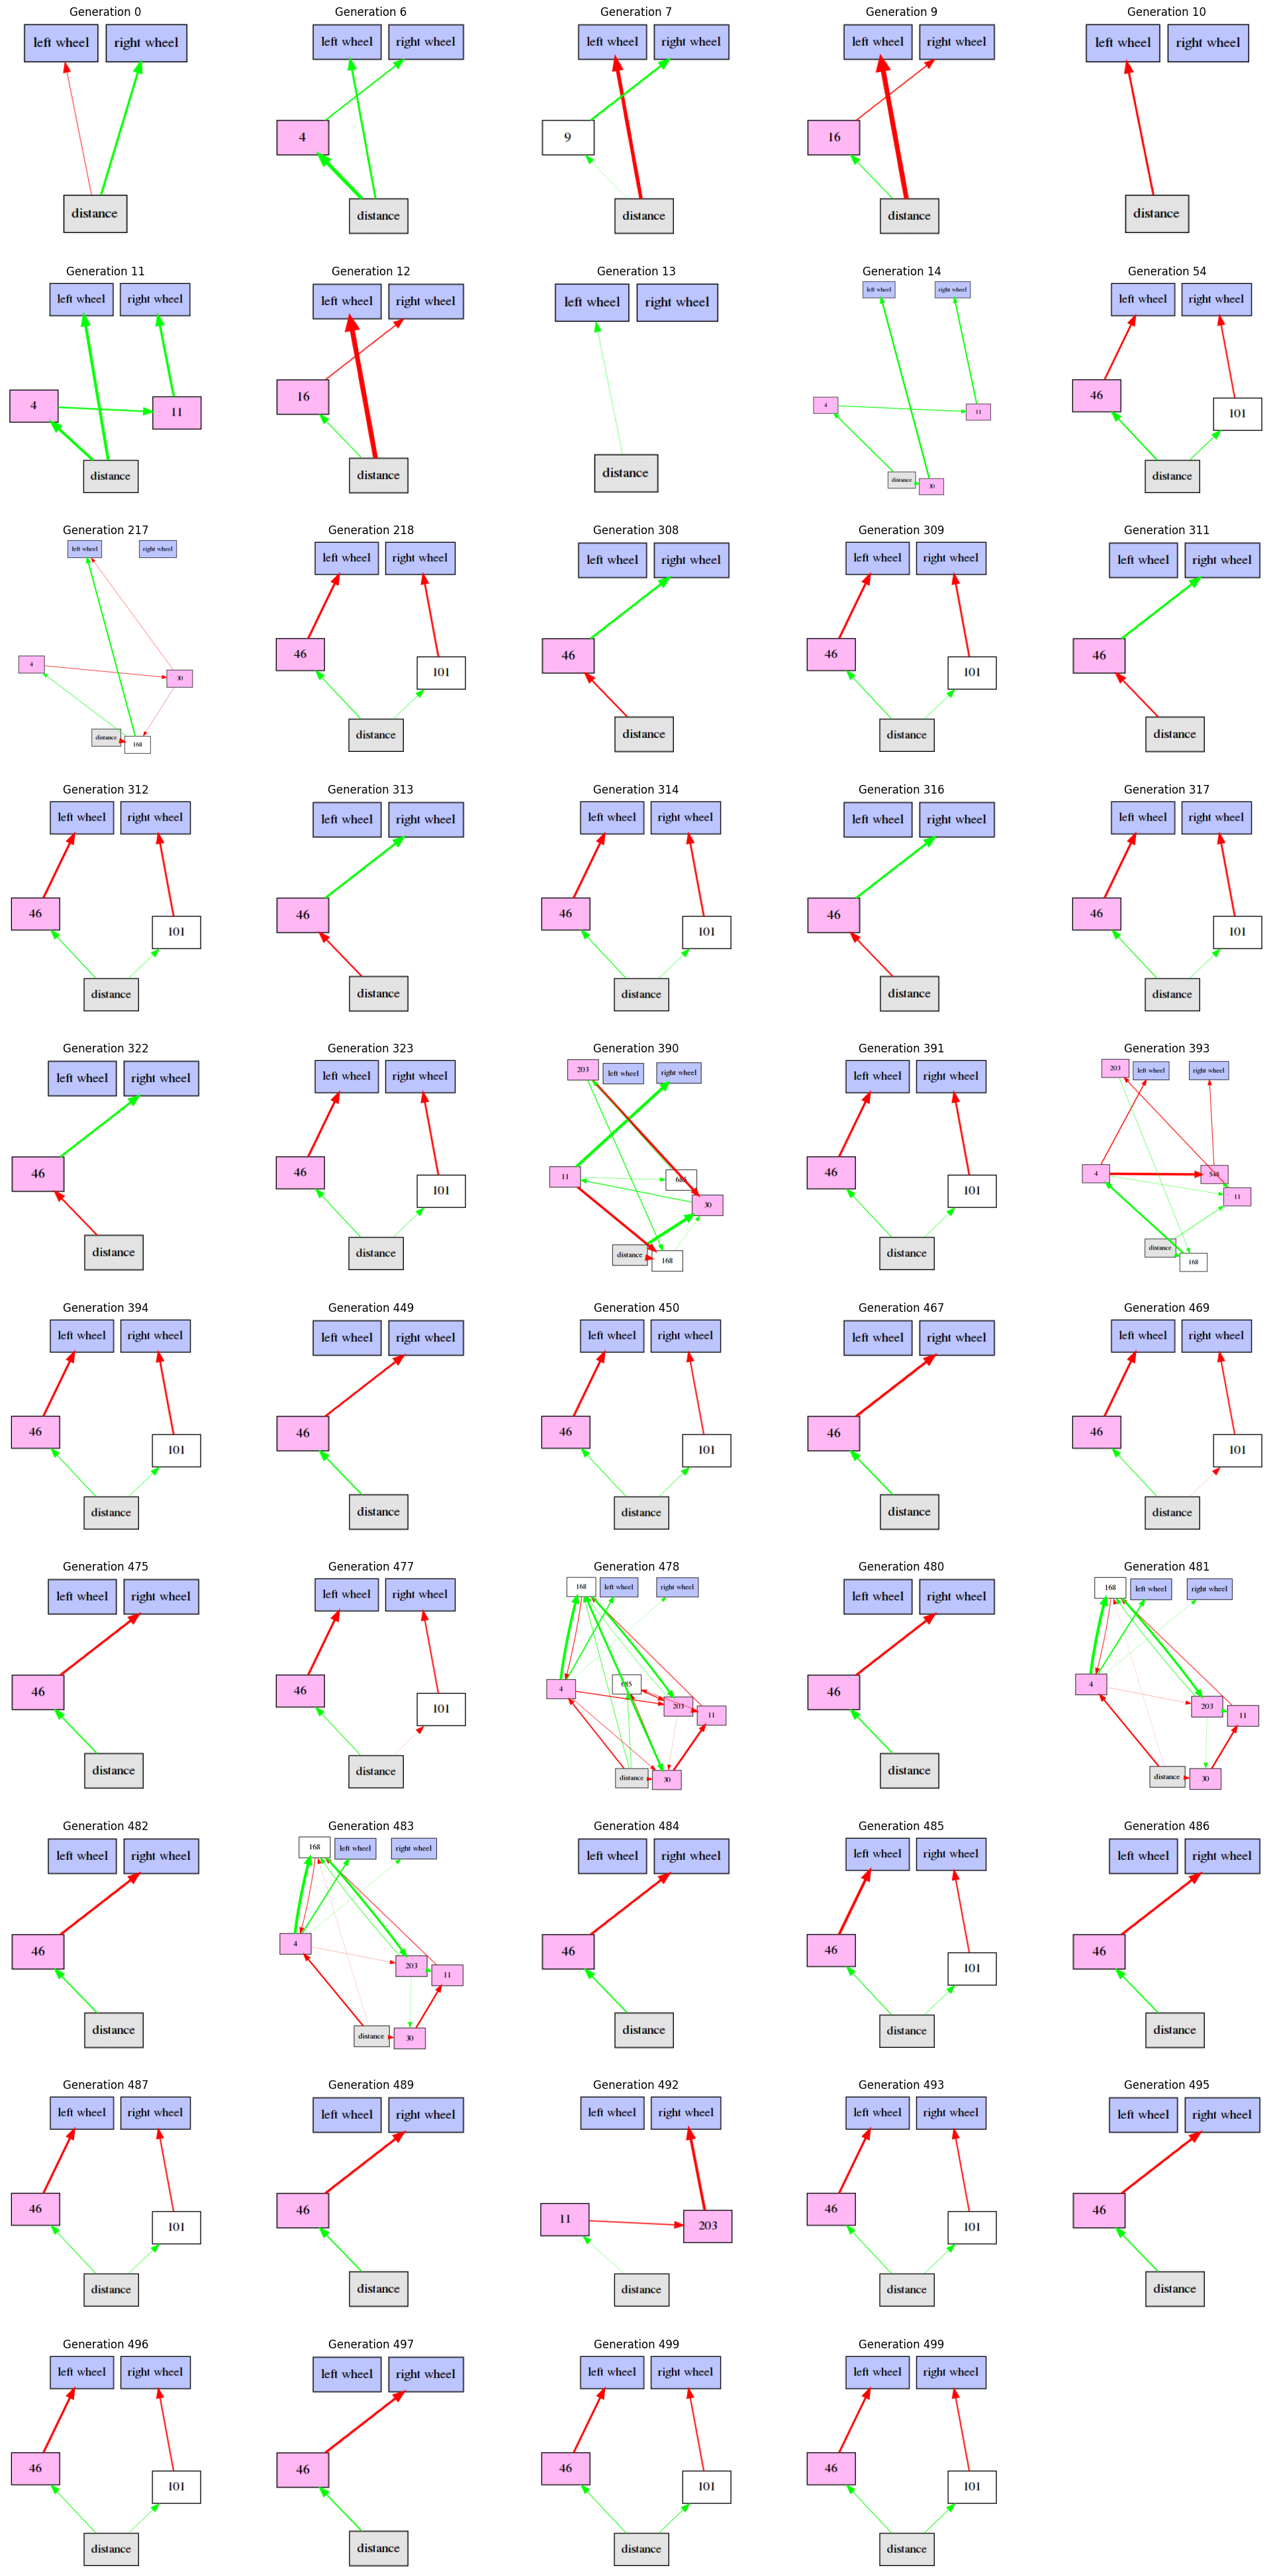 Generation 0
left wheel right wheel
distance
Generation 6
left wheel right wheel
4
distance
Generation 7
left wheel right wheel
9
distance
Generation 9
left wheel right wheel
16
distance
Generation 10
left wheel right wheel
distance
Generation 11
left wheel right wheel
4 11
distance
Generation 12
left wheel right wheel
16
distance
Generation 13
left wheel right wheel
distance
Generation 14
left wheel right wheel
4 11
distance 30
Generation 54
left wheel right wheel
46 101
distance
Generation 217
left wheel right wheel
4 30
distance 168
Generation 218
left wheel right wheel
46 101
distance
Generation 308
left wheel right wheel
46
distance
Generation 309
left wheel right wheel
46 101
distance
Generation 311
left wheel right wheel
46
distance
Generation 312
left wheel right wheel
46 101
distance
Generation 313
left wheel right wheel
46
distance
Generation 314
left wheel right wheel
46 101
distance
Generation 316
left wheel right wheel
46
distance
Generation 317
left wheel right wheel
46 101
distance
Generation 322
left wheel right wheel
46
distance
Generation 323
left wheel right wheel
46 101
distance
Generation 390
203 left wheel right wheel
11
30
distance 168
Generation 391
left wheel right wheel
46 101
distance
Generation 393
203 left wheel right wheel
4
11
distance
168
Generation 394
left wheel right wheel
46 101
distance
Generation 449
left wheel right wheel
46
distance
Generation 450
left wheel right wheel
46 101
distance
Generation 467
left wheel right wheel
46
distance
Generation 469
left wheel right wheel
46 101
distance
Generation 475
left wheel right wheel
46
distance
Generation 477
left wheel right wheel
46 101
distance
Generation 478
168 left wheel right wheel
4 685
203 11
distance 30
Generation 480
left wheel right wheel
46
distance
Generation 481
168 left wheel right wheel
4
203 11
distance 30
Generation 482
left wheel right wheel
46
distance
Generation 483
168 left wheel right wheel
4
203 11
distance 30
Generation 484
left wheel right wheel
46
distance
Generation 485
left wheel right wheel
46 101
distance
Generation 486
left wheel right wheel
46
distance
Generation 487
left wheel right wheel
46 101
distance
Generation 489
left wheel right wheel
46
distance
Generation 492
left wheel right wheel
11 203
distance
Generation 493
left wheel right wheel
46 101
distance
Generation 495
left wheel right wheel
46
distance
Generation 496
left wheel right wheel
46 101
distance
Generation 497
left wheel right wheel
46
distance
Generation 499
left wheel right wheel
46 101
distance
Generation 499
left wheel right wheel
46 101
distance